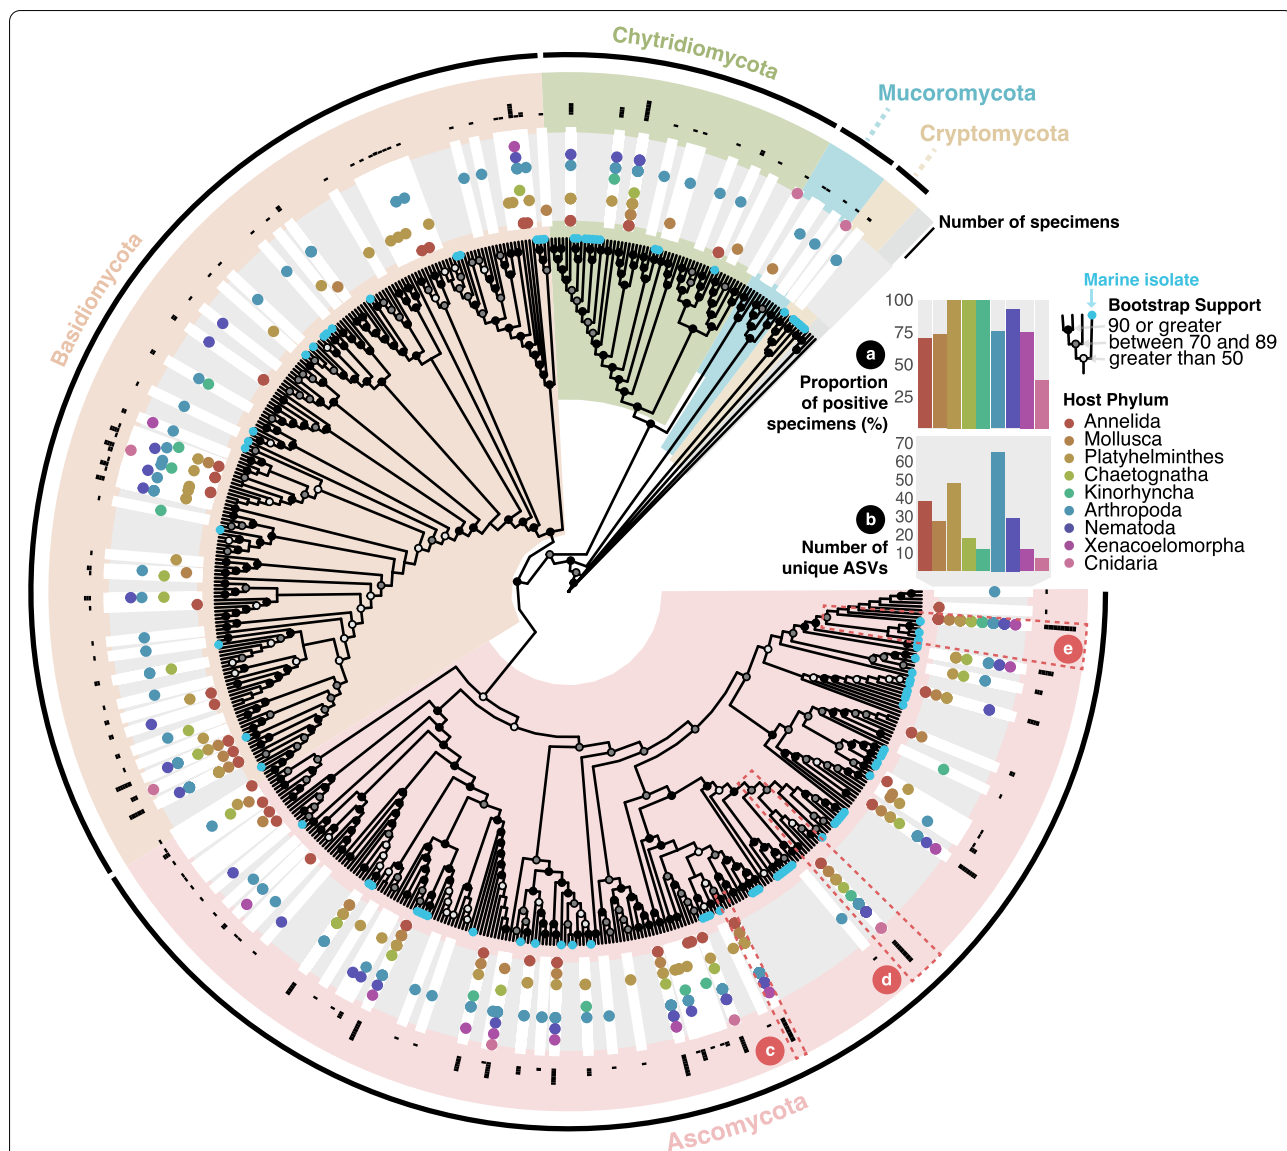 Chytridiomycota
Mucoromycota
Cryptomycota
Basidiomycota
Number of specimens
Marine isolate
Bootstrap Support
90 or greater
between 70 and 89
greater than 50
a
Proportion
of positive
specimens (%)
100
75
50
25
Host Phylum
Annelida
Mollusca
Platyhelminthes
Chaetognatha
Kinorhyncha
Arthropoda
Nematoda
Xenacoelomorpha
Cnidaria
b
Number of
unique ASVs
70
60
50
40
30
20
10
e
d
c
Ascomycota